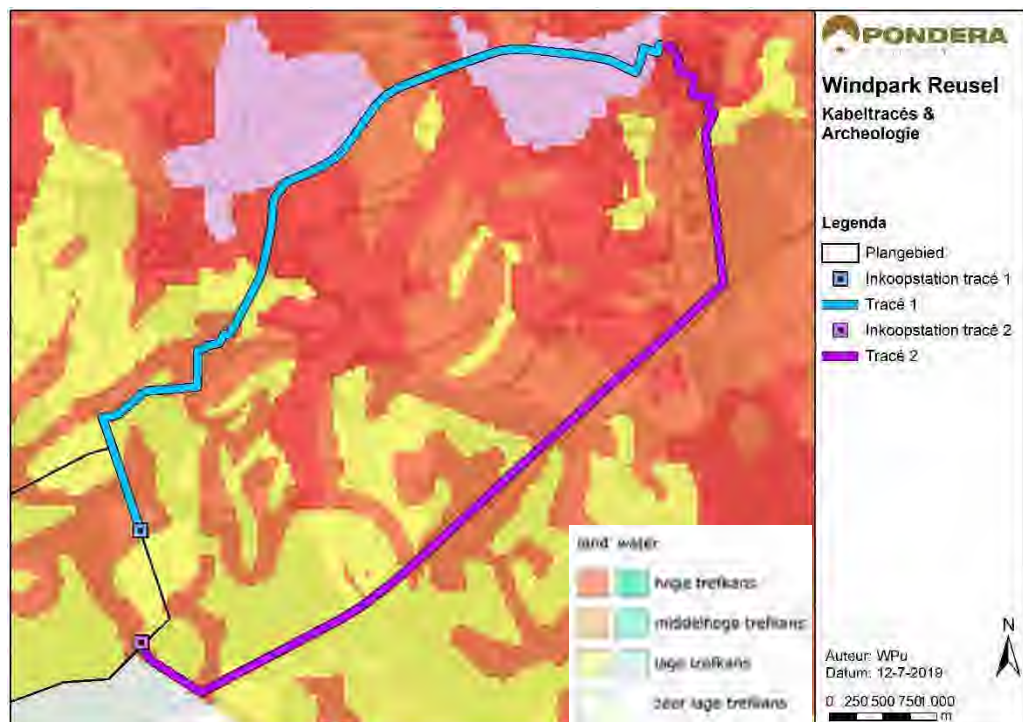 PONDERA
Windpark Reusel
Kabeltracés &
Archeologie
Legenda
Plangebied
Inkoopstation tracé 1
Tracé 1
Inkoopstation tracé 2
Tracé 2
land water
hoge trefkans
middelhoge trefkans
lage trefkans
zeer lage trefkans
N
Auteur: WPu
Datum: 12-7-2019
0 250 500 750 1 000
m